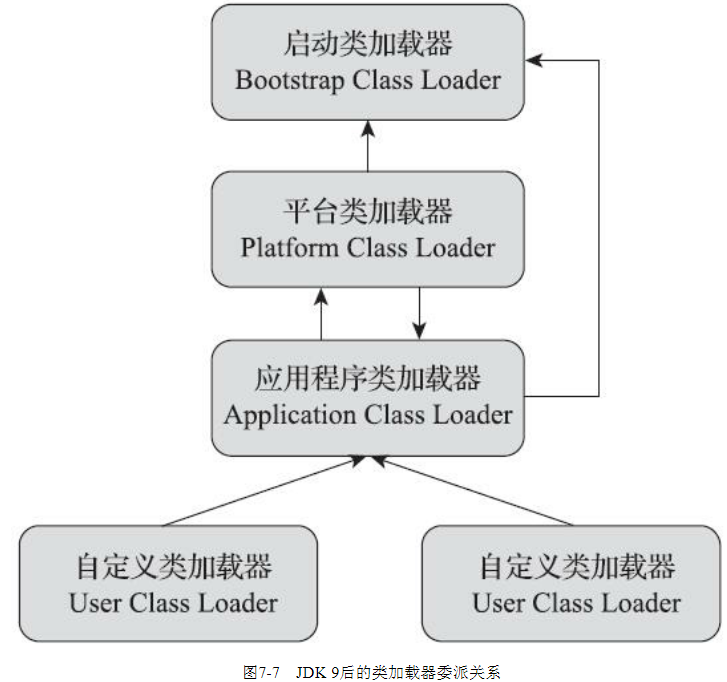 启动类加载器
Bootstrap Class Loader
平台类加载器
Platform Class Loader
应用程序类加载器
Application Class Loader
自定义类加载器
User Class Loader
自定义类加载器
User Class Loader
图7-7 JDK 9后的类加载器委派关系